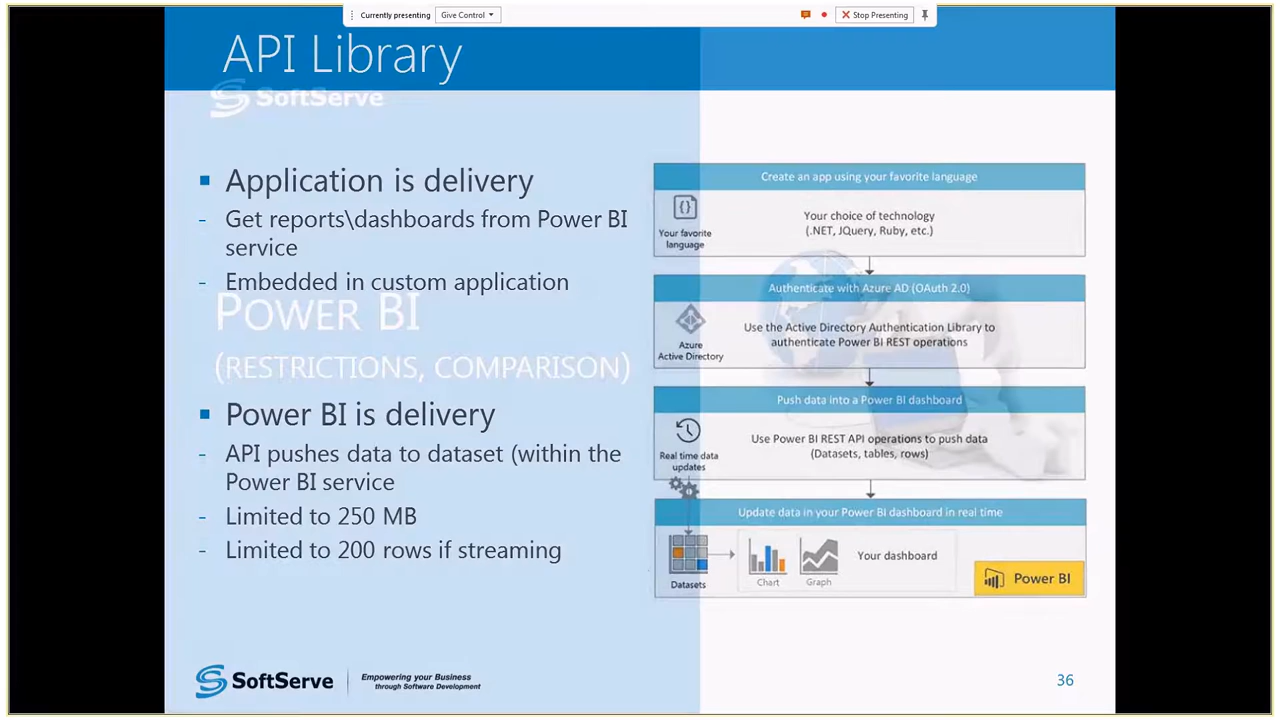 Currently presenting Give Control Stop Presenting
API Library
SoftServe
▪ Application is delivery
- Get reports\dashboards from Power BI
service
- Embedded in custom application
POWER BI
(RESTRICTIONS, COMPARISON)
▪ Power BI is delivery
- API pushes data to dataset (within the
Power BI service
- Limited to 250 MB
- Limited to 200 rows if streaming
Create an app using your favorite language
{}
Your favorite
language
Your choice of technology
(.NET, JQuery, Ruby, etc.)
Authenticate with Azure AD (OAuth 2.0)
Azure
Active Directory
Use the Active Directory Authentication Library to
authenticate Power BI REST operations
Push data into a Power BI dashboard
Real time data
updates
Use Power BI REST API operations to push data
(Datasets, tables, rows)
Update data in your Power BI dashboard in real time
Datasets
Chart
Graph
Your dashboard
Power BI
SoftServe
Empowering your Business
through Software Development
36